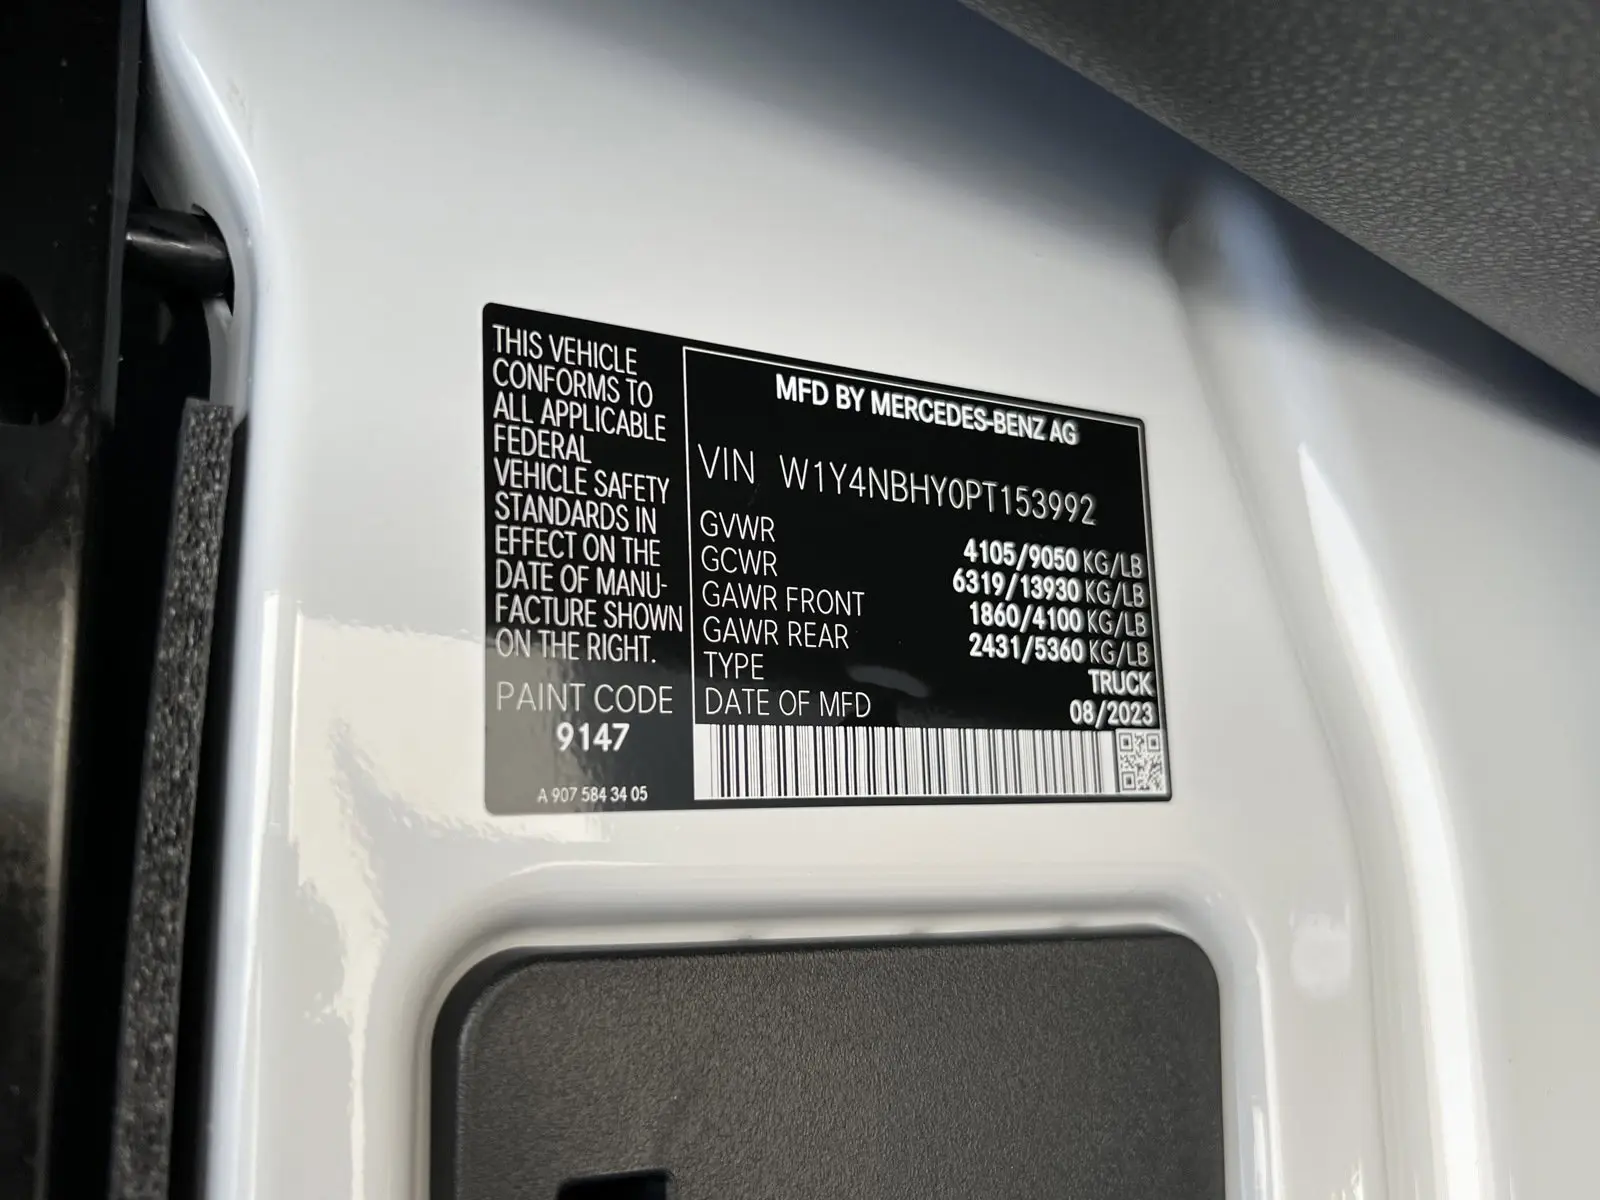 THIS VEHICLE
CONFORMS TO
ALL APPLICABLE
FEDERAL
VEHICLE SAFETY
STANDARDS IN
EFFECT ON THE
DATE OF MANU-
FACTURE SHOWN
ON THE RIGHT.
PAINT CODE
9147
A 907 584 34 05
MFD BY MERCEDES-BENZ AG
VIN W1Y4NBHY0PT153992
GVWR 4105/9050 KG/LB
GCWR 6319/13930 KG/LB
GAWR FRONT 1860/4100 KG/LB
GAWR REAR 2431/5360 KG/LB
TYPE TRUCK
DATE OF MFD 08/2023